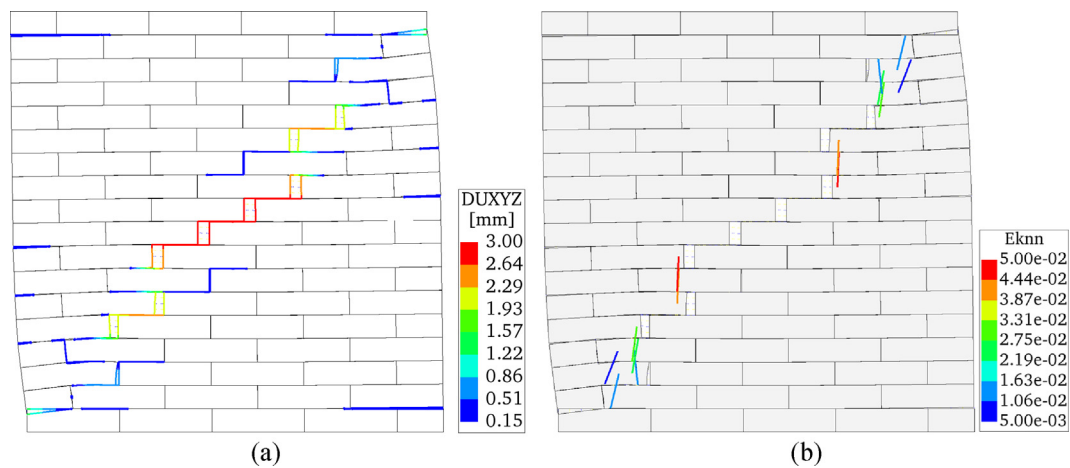 DUXYZ
[mm]
3.00
2.64
2.29
1.93
1.57
1.22
0.86
0.51
0.15
(a)
Eknn
5.00e-02
4.44e-02
3.87e-02
3.31e-02
2.75e-02
2.19e-02
1.63e-02
1.06e-02
5.00e-03
(b)